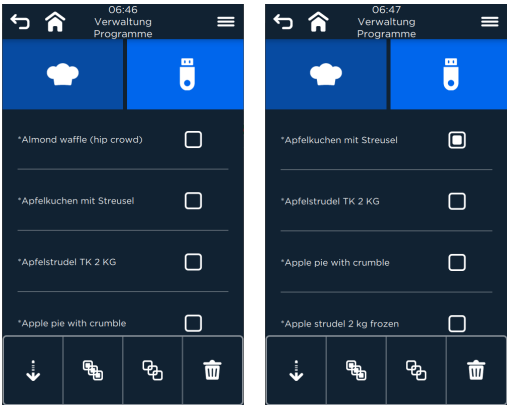 06:46
Verwaltung
Programme
*Almond waffle (hip crowd)
*Apfelkuchen mit Streusel
*Apfelstrudel TK 2 KG
*Apple pie with crumble
06:47
Verwaltung
Programme
*Apfelkuchen mit Streusel
*Apfelstrudel TK 2 KG
*Apple pie with crumble
*Apple strudel 2 kg frozen